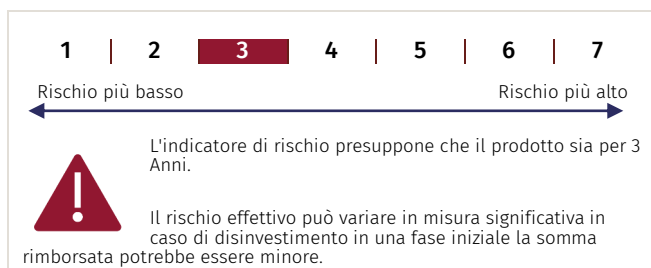 1 | 2 | 3 | 4 | 5 | 6 | 7
Rischio più basso Rischio più alto
L'indicatore di rischio presuppone che il prodotto sia per 3
Anni.
Il rischio effettivo può variare in misura significativa in
caso di disinvestimento in una fase iniziale la somma
rimborsata potrebbe essere minore.